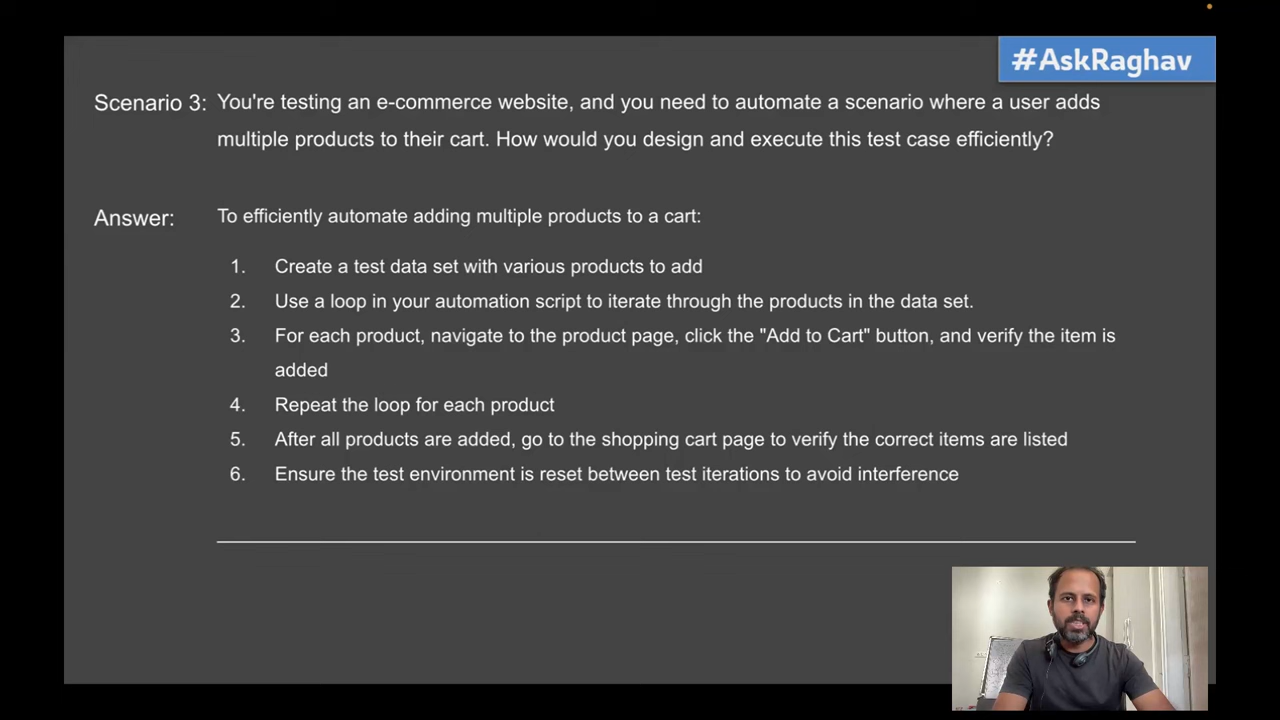 #AskRaghav
Scenario 3: You're testing an e-commerce website, and you need to automate a scenario where a user adds
multiple products to their cart. How would you design and execute this test case efficiently?
Answer: To efficiently automate adding multiple products to a cart:
1. Create a test data set with various products to add
2. Use a loop in your automation script to iterate through the products in the data set.
3. For each product, navigate to the product page, click the "Add to Cart" button, and verify the item is
added
4. Repeat the loop for each product
5. After all products are added, go to the shopping cart page to verify the correct items are listed
6. Ensure the test environment is reset between test iterations to avoid interference